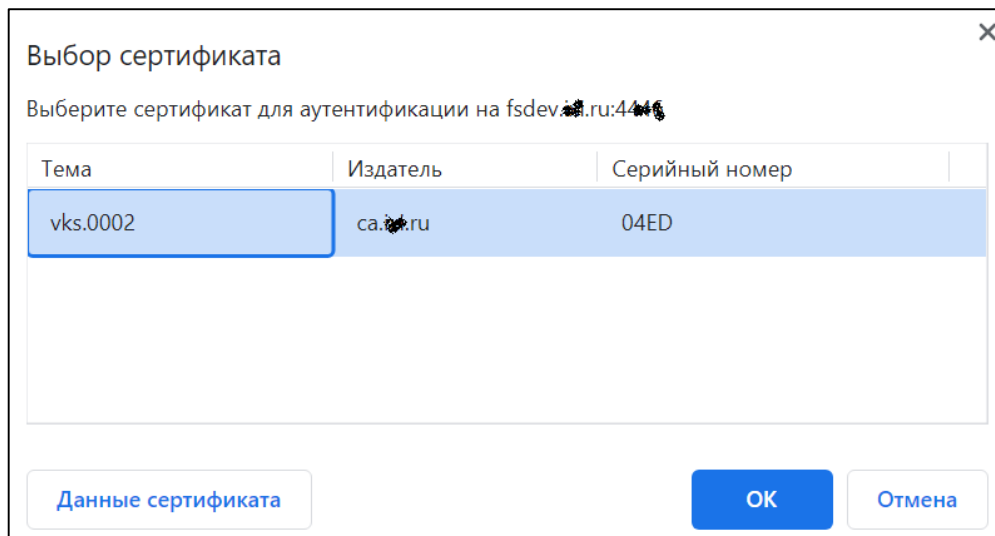 Выбор сертификата
Выберите сертификат для аутентификации на fsdev. .ru:44
Тема Издатель Серийный номер
vks.0002 ca. .ru 04ED
Данные сертификата OK Отмена